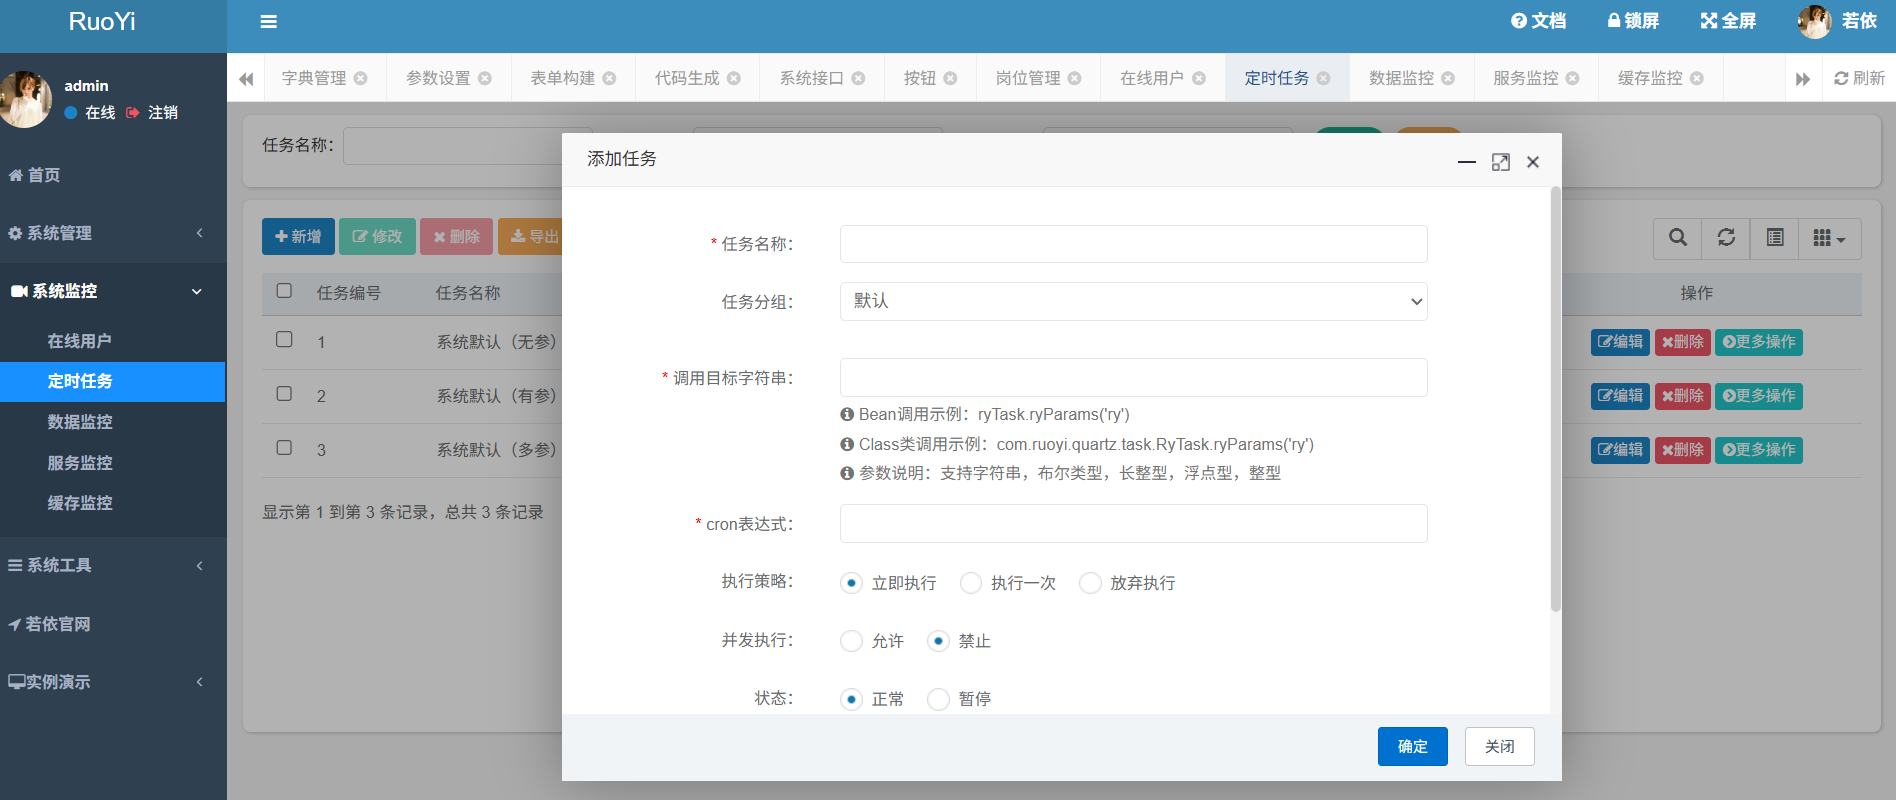 RuoYi
文档
锁屏
全屏
若依
admin
在线
注销
字典管理
参数设置
表单构建
代码生成
系统接口
按钮
岗位管理
在线用户
定时任务
数据监控
服务监控
缓存监控
刷新
首页
系统管理
系统监控
在线用户
定时任务
数据监控
服务监控
缓存监控
系统工具
若依官网
实例演示
任务名称：
新增
修改
删除
导出
任务编号
任务名称
操作
1
系统默认（无参）
编辑
删除
更多操作
2
系统默认（有参）
编辑
删除
更多操作
3
系统默认（多参）
编辑
删除
更多操作
显示第 1 到第 3 条记录，总共 3 条记录
添加任务
* 任务名称：
任务分组：
默认
* 调用目标字符串：
Bean调用示例：ryTask.ryParams('ry')
Class类调用示例：com.ruoyi.quartz.task.RyTask.ryParams('ry')
参数说明：支持字符串，布尔类型，长整型，浮点型，整型
* cron表达式：
执行策略：
立即执行
执行一次
放弃执行
并发执行：
允许
禁止
状态：
正常
暂停
确定
关闭